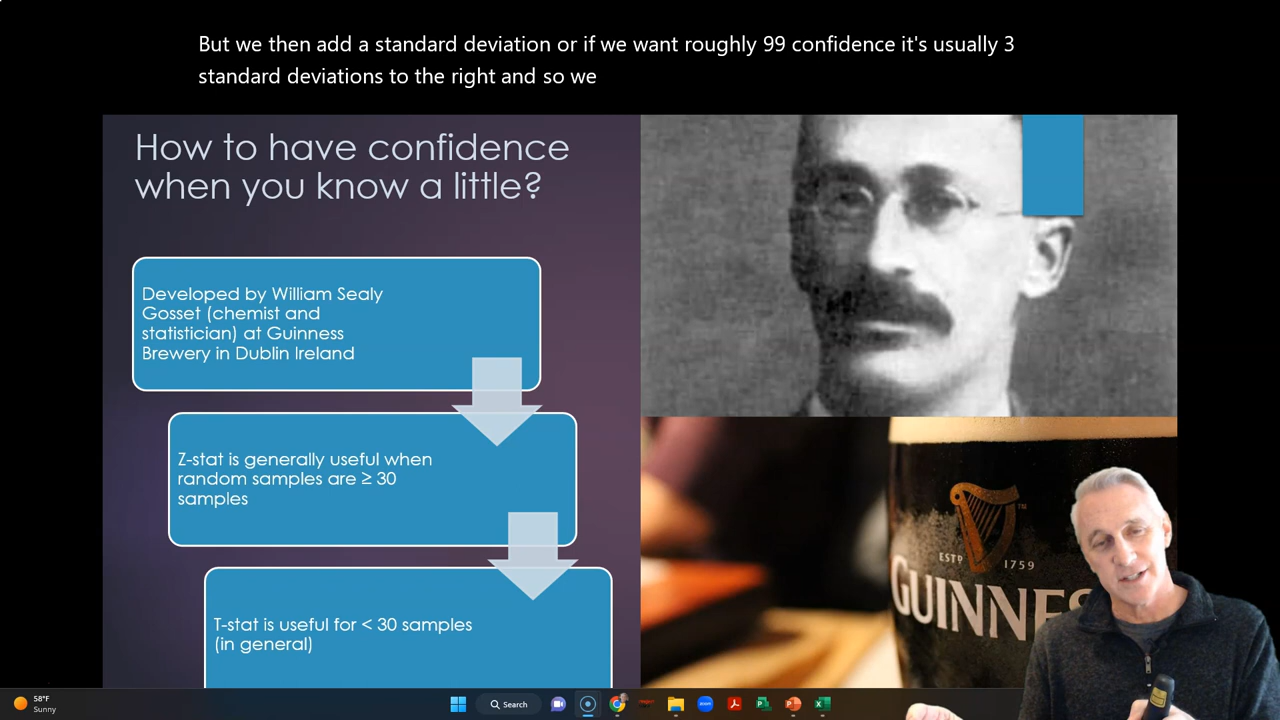 But we then add a standard deviation or if we want roughly 99 confidence it's usually 3
standard deviations to the right and so we
How to have confidence
when you know a little?
Developed by William Sealy
Gosset (chemist and
statistician) at Guinness
Brewery in Dublin Ireland
Z-stat is generally useful when
random samples are ≥ 30
samples
T-stat is useful for < 30 samples
(in general)
TM
ESTD 1759
58°F
Sunny
Search
zoom